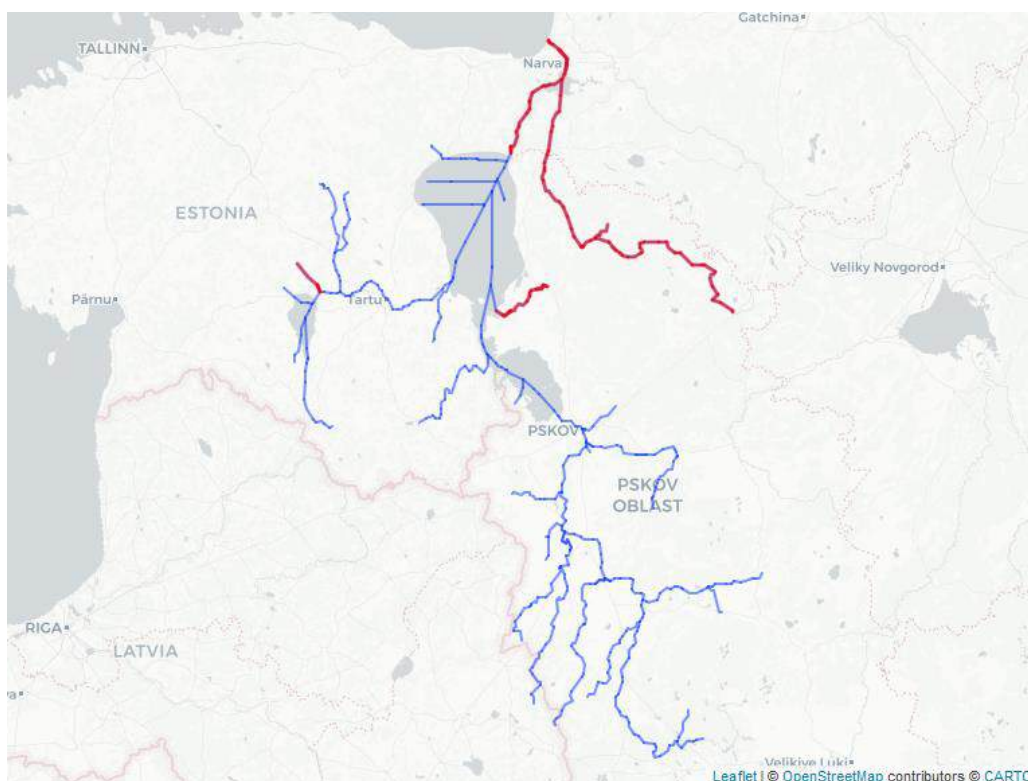 Gatchina
TALLINN
Narva
ESTONIA
Veliky Novgorod
Pärnu
Tartu
PSKOV
PSKOV
OBLAST
RIGA
LATVIA
Velikiye Luki
Leaflet | © OpenStreetMap contributors © CARTO